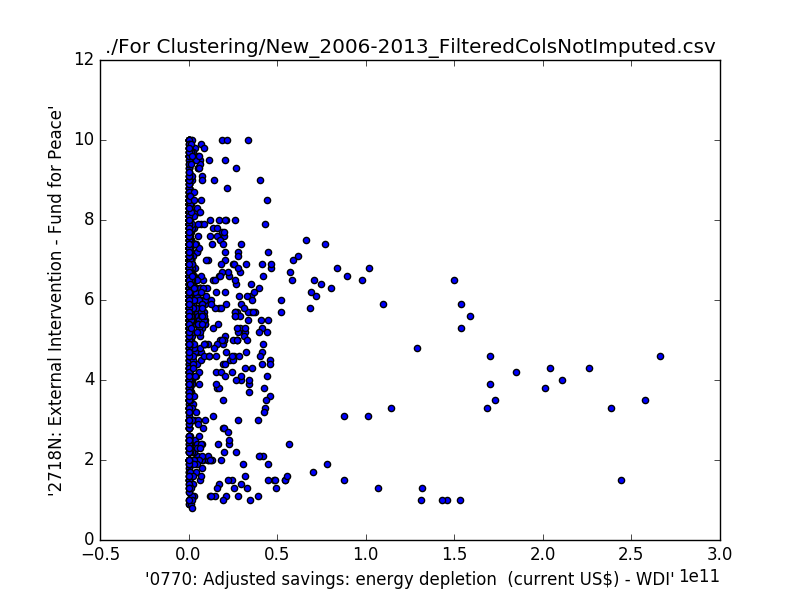 ./For Clustering/New_2006-2013_FilteredColsNotImputed.csv
12
10
8
6
4
2
0
'2718N: External Intervention - Fund for Peace'
−0.5 0.0 0.5 1.0 1.5 2.0 2.5 3.0
1e11
'0770: Adjusted savings: energy depletion  (current US$) - WDI'